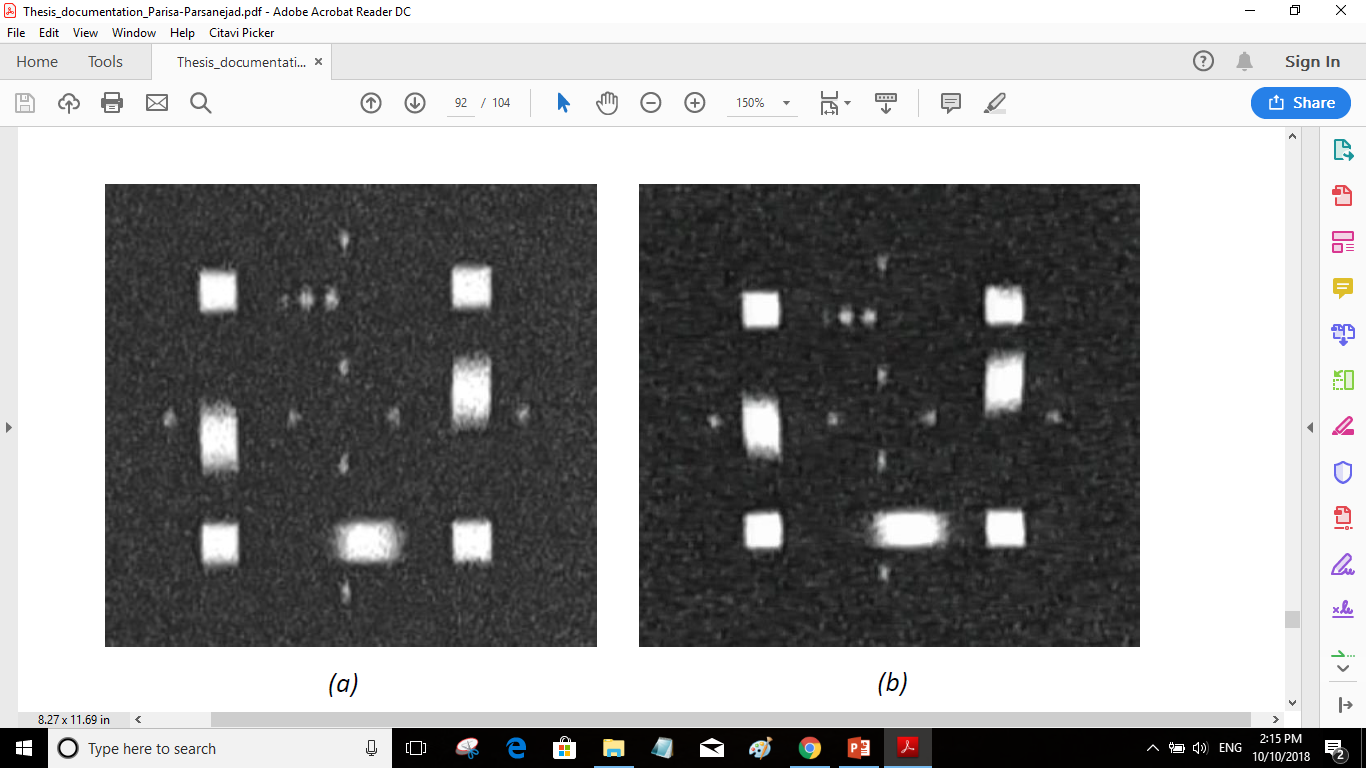 Thesis_documentation_Parisa-Parsanejad.pdf - Adobe Acrobat Reader DC
File Edit View Window Help Citavi Picker
Home Tools Thesis_documentati... × Sign In
92 / 104 150% Share
(a) (b)
8.27 x 11.69 in
Type here to search ENG 2:15 PM
10/10/2018 2